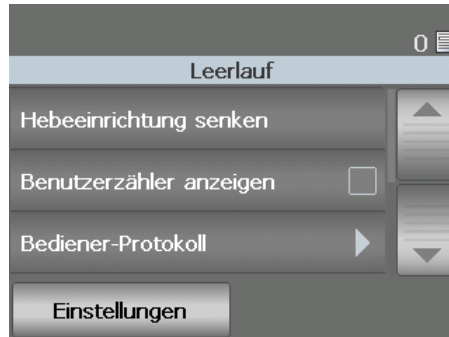 0
Leerlauf
Hebeeinrichtung senken
Benutzerzähler anzeigen
Bediener-Protokoll
Einstellungen